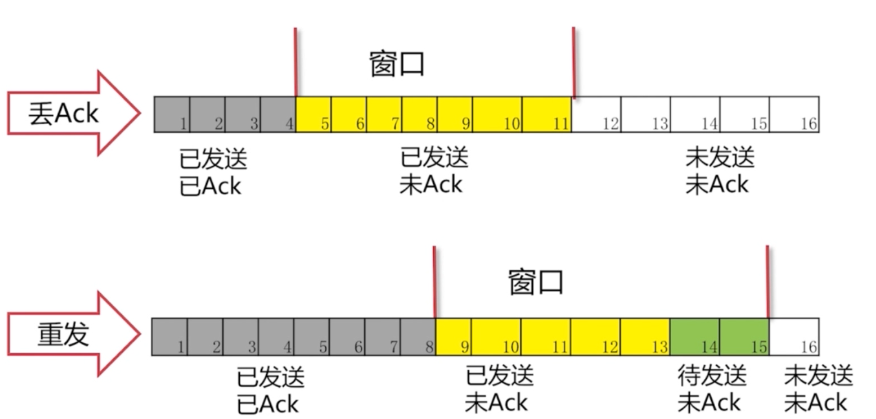 窗口
丢Ack
1 2 3 4 5 6 7 8 9 10 11 12 13 14 15 16
已发送 已发送 未发送
已Ack 未Ack 未Ack
窗口
重发
1 2 3 4 5 6 7 8 9 10 11 12 13 14 15 16
已发送 已发送 待发送 未发送
已Ack 未Ack 未Ack 未Ack